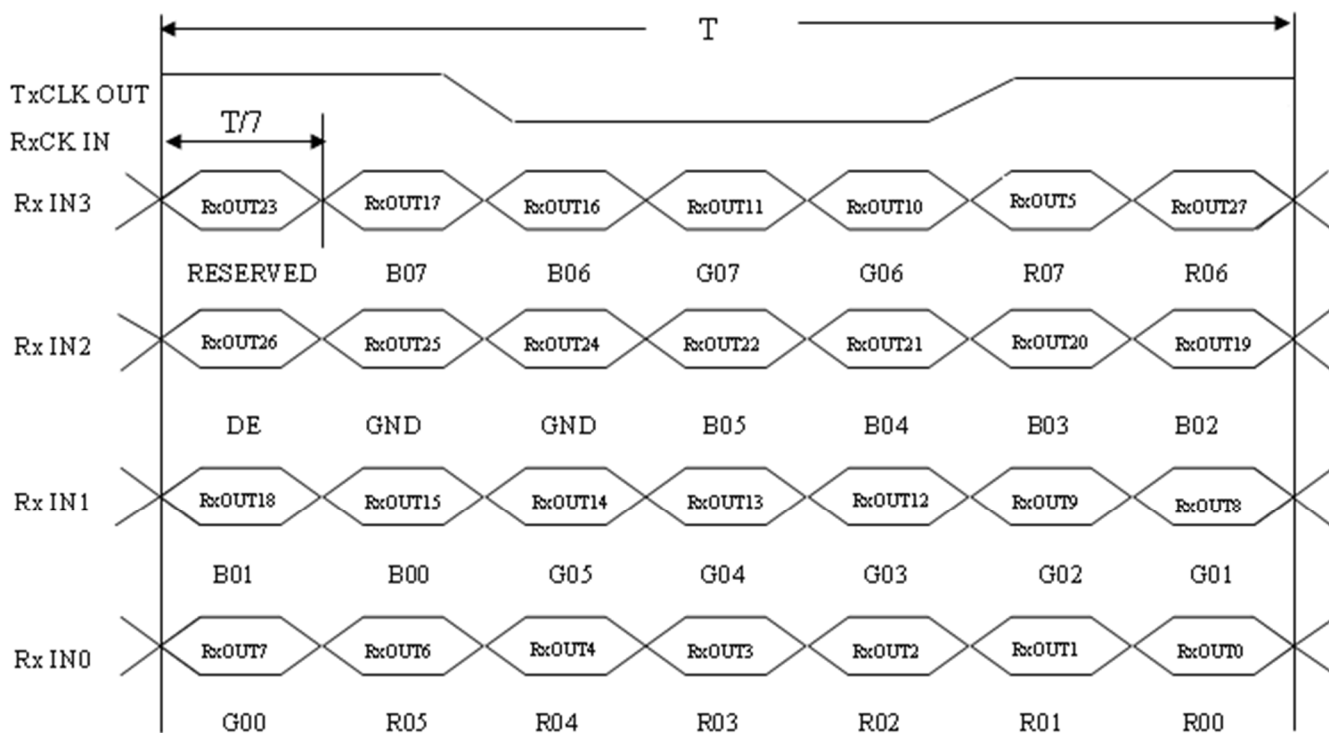 T
TxCLK OUT
T/7
RxCK IN
Rx IN3 RxOUT23 RxOUT17 RxOUT16 RxOUT11 RxOUT10 RxOUT5 RxOUT27
RESERVED B07 B06 G07 G06 R07 R06
Rx IN2 RxOUT26 RxOUT25 RxOUT24 RxOUT22 RxOUT21 RxOUT20 RxOUT19
DE GND GND B05 B04 B03 B02
Rx IN1 RxOUT18 RxOUT15 RxOUT14 RxOUT13 RxOUT12 RxOUT9 RxOUT8
B01 B00 G05 G04 G03 G02 G01
Rx IN0 RxOUT7 RxOUT6 RxOUT4 RxOUT3 RxOUT2 RxOUT1 RxOUT0
G00 R05 R04 R03 R02 R01 R00